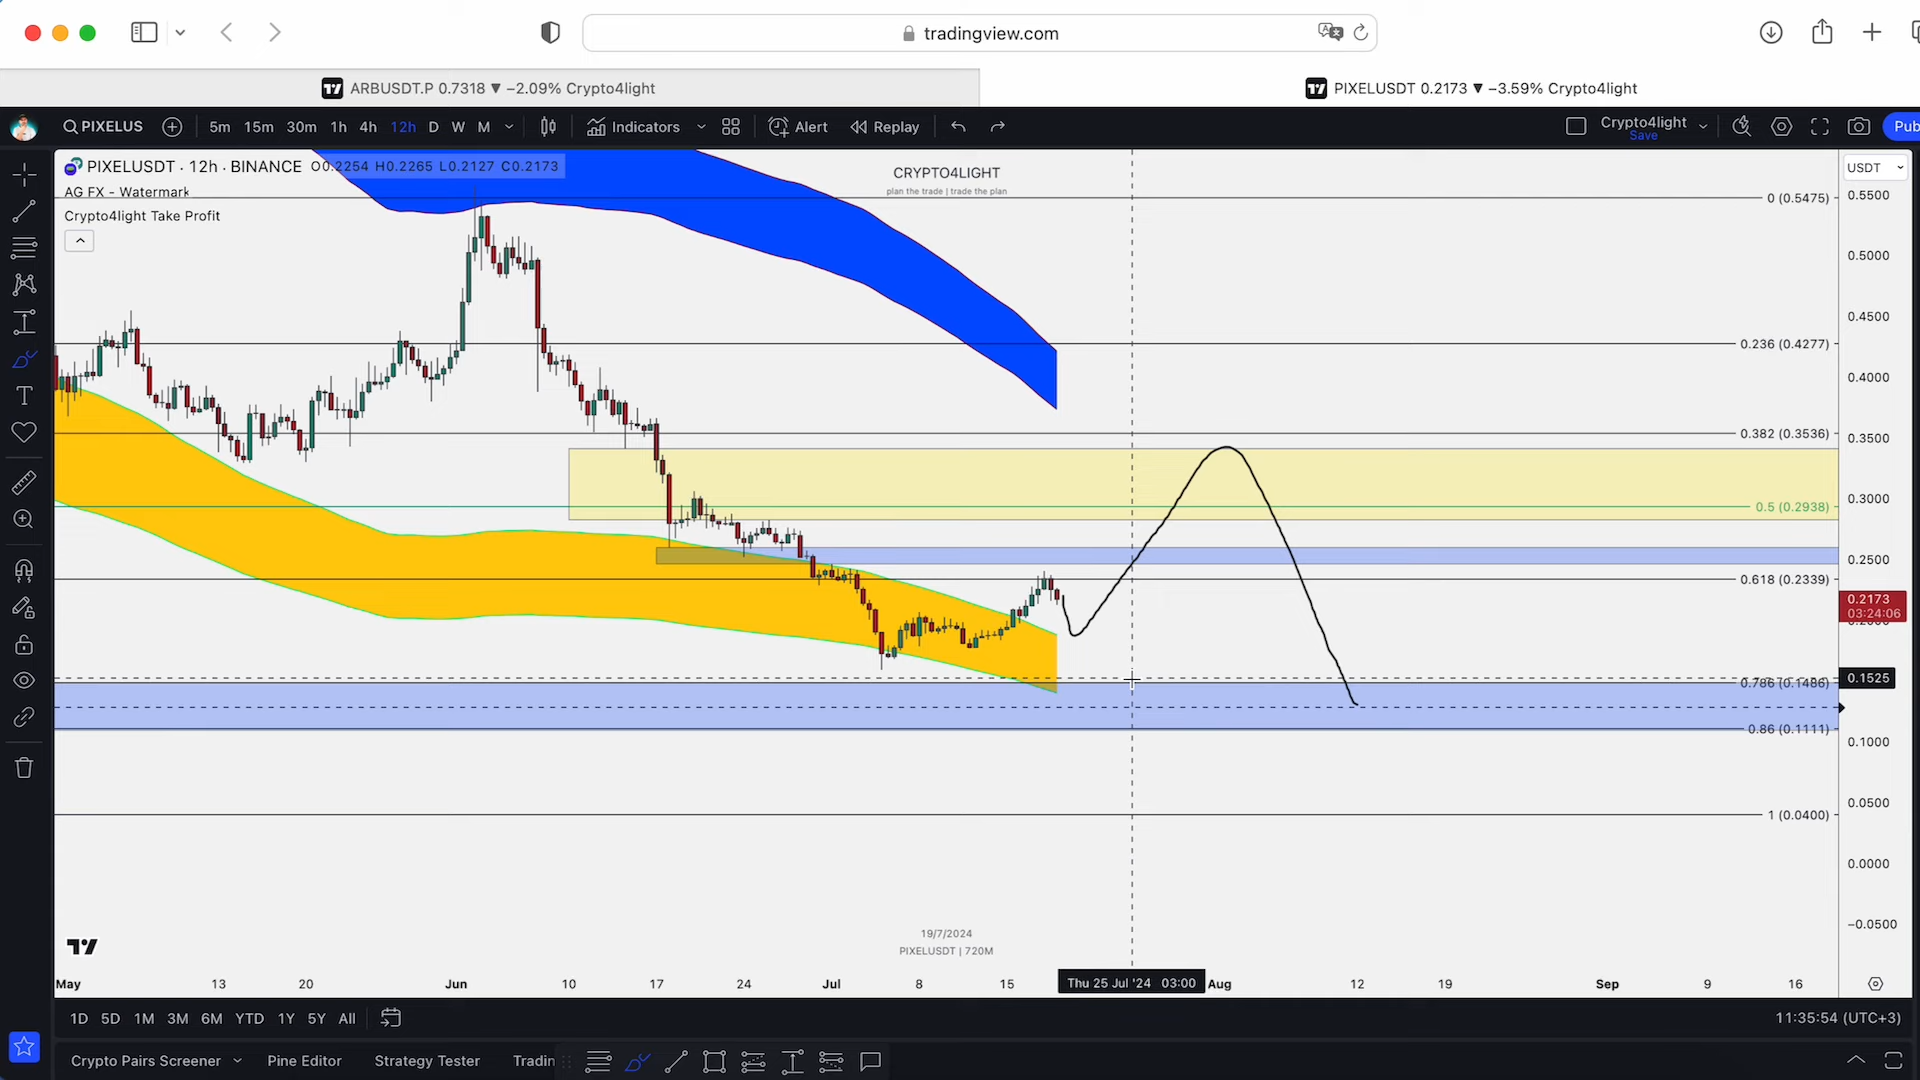 tradingview.com
ARBUSDT.P 0.7318 ▼ −2.09% Crypto4light
PIXELUSDT 0.2173 ▼ −3.59% Crypto4light
PIXELUS
5m 15m 30m 1h 4h 12h D W M
Indicators
Alert
Replay
Crypto4light
Save
Pub
PIXELUSDT · 12h · BINANCE O0.2254 H0.2265 L0.2127 C0.2173
AG FX - Watermark
Crypto4light Take Profit
CRYPTO4LIGHT
plan the trade | trade the plan
USDT
0 (0.5475)
0.236 (0.4277)
0.382 (0.3536)
0.5 (0.2938)
0.618 (0.2339)
0.786 (0.1486)
0.86 (0.1111)
1 (0.0400)
0.5500
0.5000
0.4500
0.4000
0.3500
0.3000
0.2500
0.2173
03:24:06
0.2000
0.1525
0.1000
0.0500
0.0000
−0.0500
19/7/2024
PIXELUSDT | 720M
May 13 20 Jun 10 17 24 Jul 8 15 Thu 25 Jul '24 03:00 Aug 12 19 Sep 9 16
1D 5D 1M 3M 6M YTD 1Y 5Y All
11:35:54 (UTC+3)
Crypto Pairs Screener Pine Editor Strategy Tester Tradin